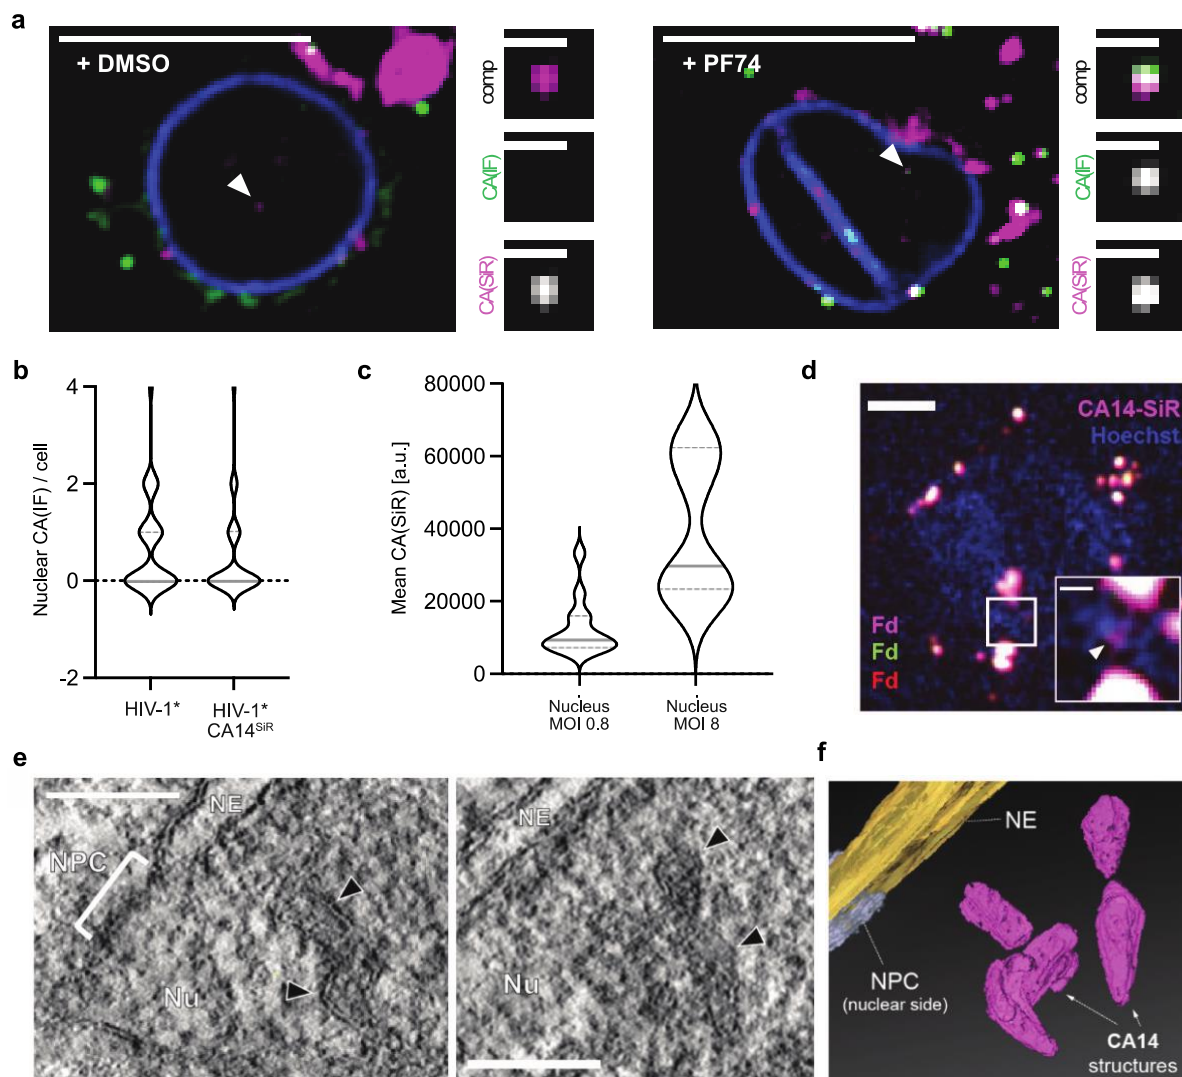 a
+ DMSO
comp
CA(IF)
CA(SiR)
+ PF74
comp
CA(IF)
CA(SiR)
b
Nuclear CA(IF) / cell
4
2
0
-2
HIV-1*
HIV-1*
CA14SiR
c
Mean CA(SiR) [a.u.]
80000
60000
40000
20000
0
Nucleus
MOI 0.8
Nucleus
MOI 8
d
CA14-SiR
Hoechst
Fd
Fd
Fd
e
NE
NPC
Nu
NE
Nu
f
NE
NPC
(nuclear side)
CA14
structures